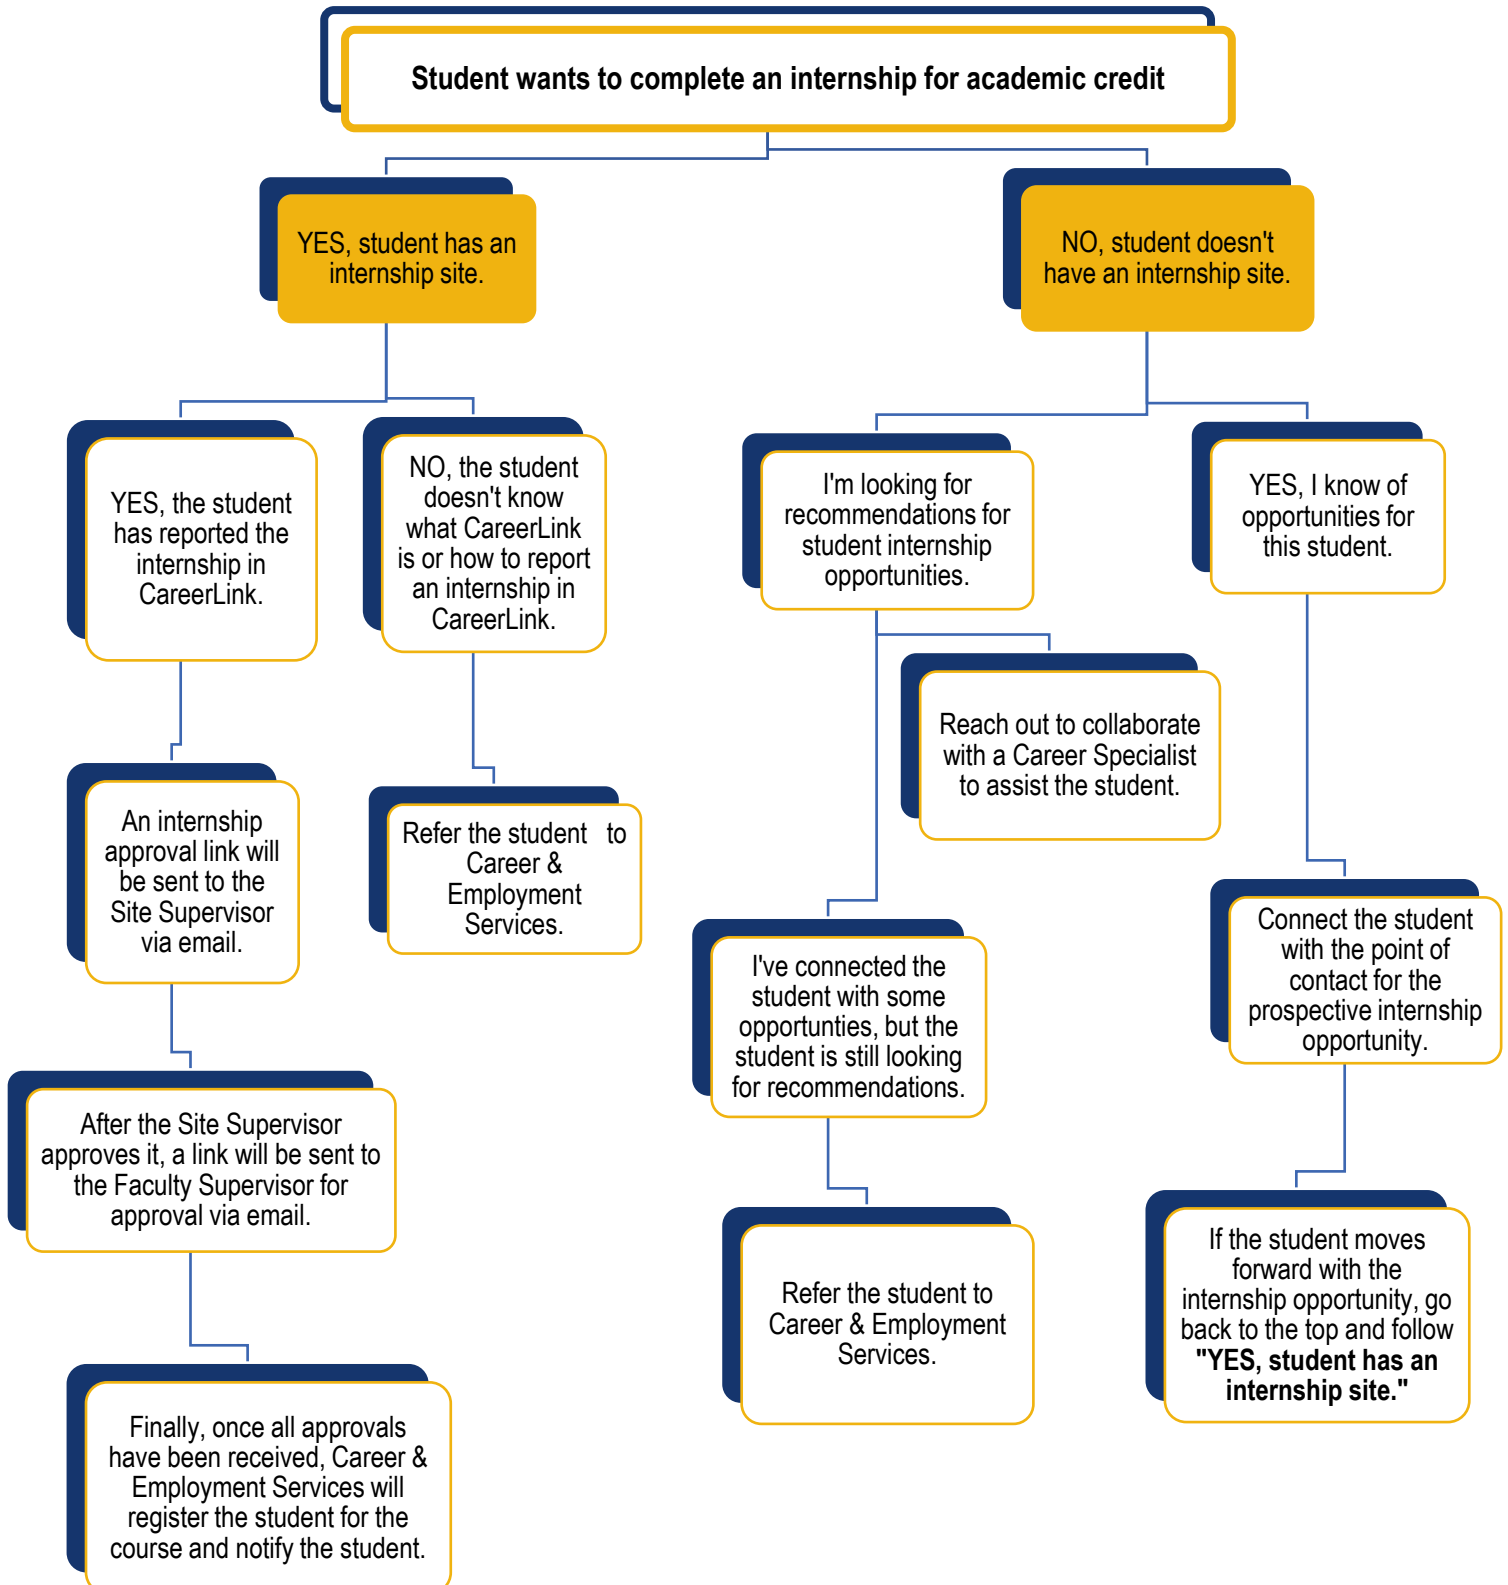 Student wants to complete an internship for academic credit
YES, student has an
internship site.
NO, student doesn't
have an internship site.
YES, the student
has reported the
internship in
CareerLink.
NO, the student
doesn't know
what CareerLink
is or how to report
an internship in
CareerLink.
I'm looking for
recommendations for
student internship
opportunities.
YES, I know of
opportunities for
this student.
Reach out to collaborate
with a Career Specialist
to assist the student.
An internship
approval link will
be sent to the
Site Supervisor
via email.
Refer the student to
Career &
Employment
Services.
I've connected the
student with some
opportunties, but the
student is still looking
for recommendations.
Connect the student
with the point of
contact for the
prospective internship
opportunity.
After the Site Supervisor
approves it, a link will be sent to
the Faculty Supervisor for
approval via email.
Refer the student to
Career & Employment
Services.
If the student moves
forward with the
internship opportunity, go
back to the top and follow
"YES, student has an
internship site."
Finally, once all approvals
have been received, Career &
Employment Services will
register the student for the
course and notify the student.